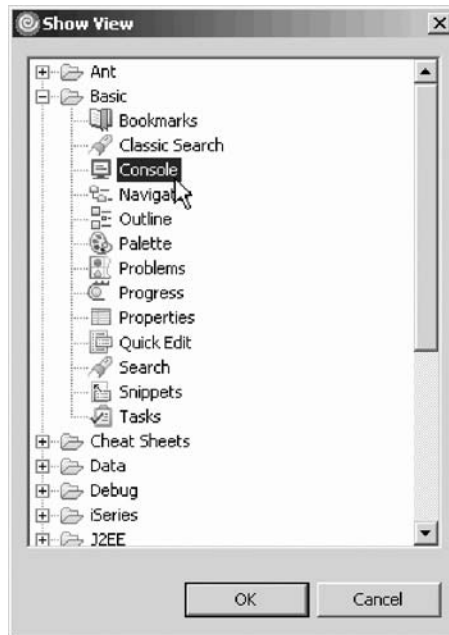 Show View
Ant
Basic
Bookmarks
Classic Search
Console
Navigat
Outline
Palette
Problems
Progress
Properties
Quick Edit
Search
Snippets
Tasks
Cheat Sheets
Data
Debug
iSeries
J2EE
OK
Cancel